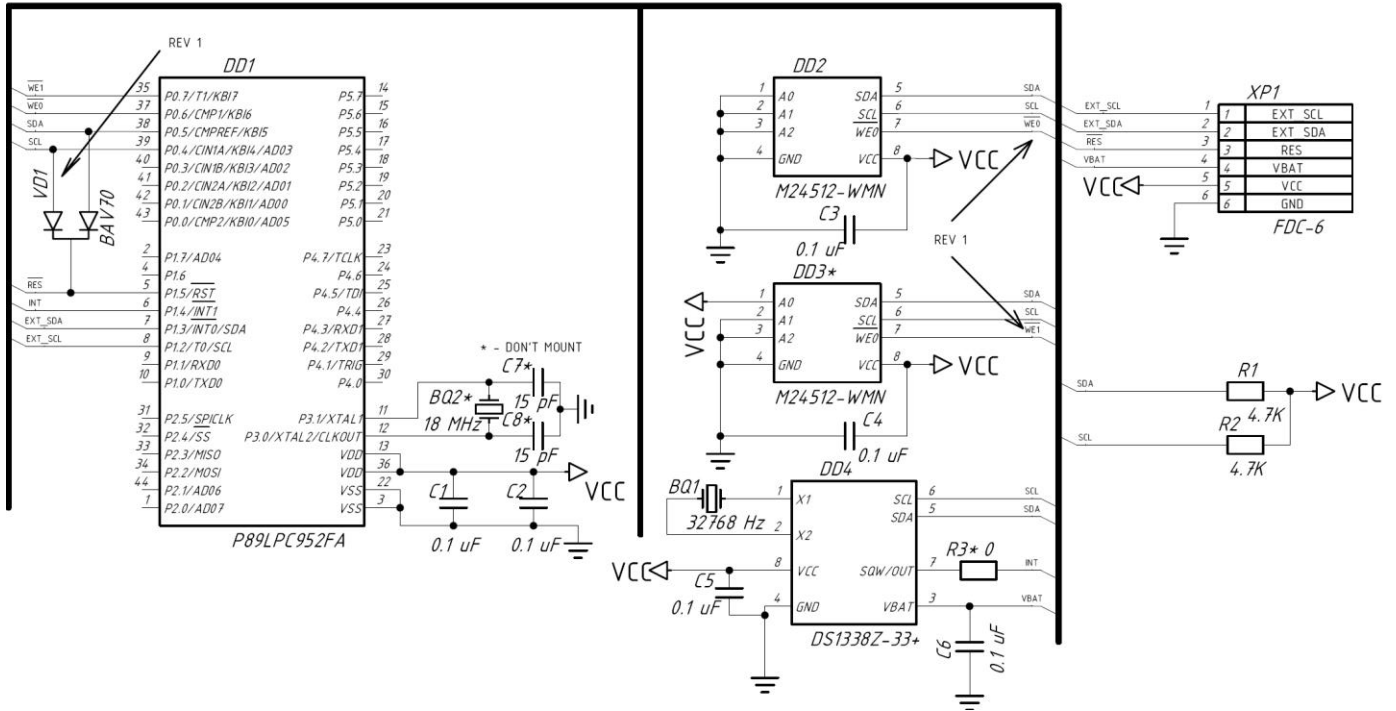 REV 1
DD1
WE1 35 P0.7/T1/KBI7 P5.7 14
WE0 37 P0.6/CMP1/KBI6 P5.6 15
SDA 38 P0.5/CMPREF/KBI5 P5.5 16
SCL 39 P0.4/CIN1A/KBI4/AD03 P5.4 17
40 P0.3/CIN1B/KBI3/AD02 P5.3 18
41 P0.2/CIN2A/KBI2/AD01 P5.2 19
42 P0.1/CIN2B/KBI1/AD00 P5.1 20
43 P0.0/CMP2/KBI0/AD05 P5.0 21
VD1
BAV70
2 P1.7/AD04 P4.7/TCLK 23
4 P1.6 P4.6 24
RES 5 P1.5/RST P4.5/TDI 25
INT 6 P1.4/INT1 P4.4 26
EXT_SDA 7 P1.3/INT0/SDA P4.3/RXD1 27
EXT_SCL 8 P1.2/T0/SCL P4.2/TXD1 28
9 P1.1/RXD0 P4.1/TRIG 29
10 P1.0/TXD0 P4.0 30
31 P2.5/SPICLK P3.1/XTAL1 11
32 P2.4/SS P3.0/XTAL2/CLKOUT 12
33 P2.3/MISO VDD 13
34 P2.2/MOSI VDD 36
44 P2.1/AD06 VSS 22
1 P2.0/AD07 VSS 3
P89LPC952FA
* - DON'T MOUNT
C7*
15 pF
BQ2*
18 MHz
C8*
15 pF
VCC
C1
0.1 uF
C2
0.1 uF
DD2
1 A0 SDA 5 SDA
2 A1 SCL 6 SCL
3 A2 WE0 7 WE0
4 GND VCC 8 VCC
M24512-WMN
C3
0.1 uF
REV 1
DD3*
1 A0 SDA 5 SDA
2 A1 SCL 6 SCL
3 A2 WE0 7 WE1
4 GND VCC 8 VCC
VCC
M24512-WMN
C4
0.1 uF
DD4
BQ1
32768 Hz
1 X1 SCL 6 SCL
2 X2 SDA 5 SDA
VCC 8 VCC SQW/OUT 7 R3* 0 INT
4 GND VBAT 3 VBAT
C5
0.1 uF
DS1338Z-33+
C6
0.1 uF
XP1
EXT_SCL 1 1 EXT SCL
EXT_SDA 2 2 EXT SDA
RES 3 3 RES
VBAT 4 4 VBAT
VCC 5 5 VCC
6 6 GND
FDC-6
SDA R1 VCC
4.7K
SCL R2
4.7K